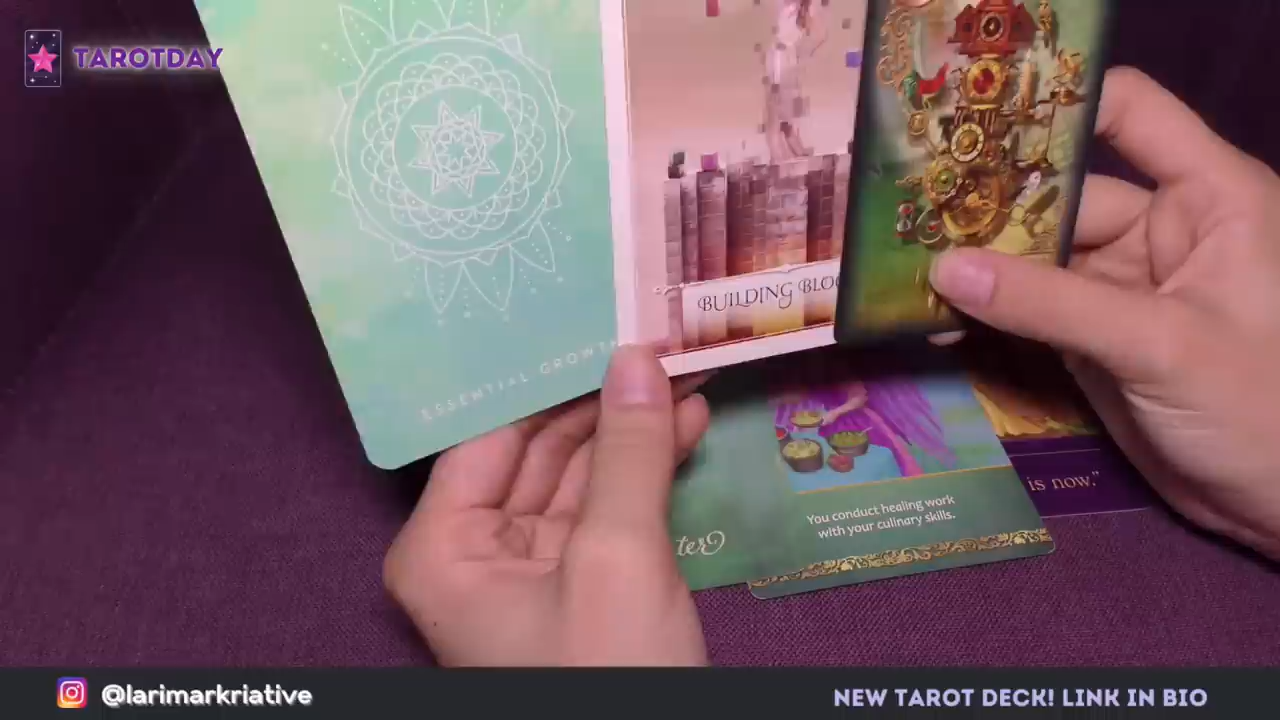 TAROTDAY
BUILDING BLOC
ESSENTIAL GROWTH
is now."
You conduct healing work
with your culinary skills.
ter
@larimarkriative
NEW TAROT DECK! LINK IN BIO